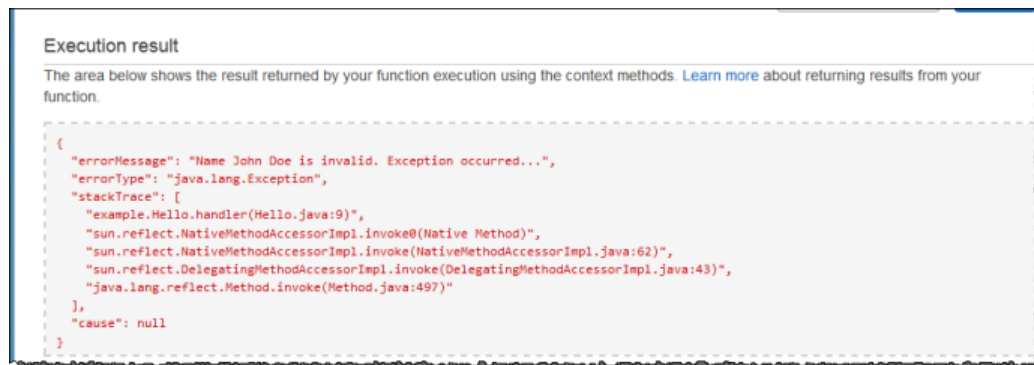 Execution result
The area below shows the result returned by your function execution using the context methods. Learn more about returning results from your
function.
{
"errorMessage": "Name John Doe is invalid. Exception occurred...",
"errorType": "java.lang.Exception",
"stackTrace": [
"example.Hello.handler(Hello.java:9)",
"sun.reflect.NativeMethodAccessorImpl.invoke0(Native Method)",
"sun.reflect.NativeMethodAccessorImpl.invoke(NativeMethodAccessorImpl.java:62)",
"sun.reflect.DelegatingMethodAccessorImpl.invoke(DelegatingMethodAccessorImpl.java:43)",
"java.lang.reflect.Method.invoke(Method.java:497)"
],
"cause": null
}